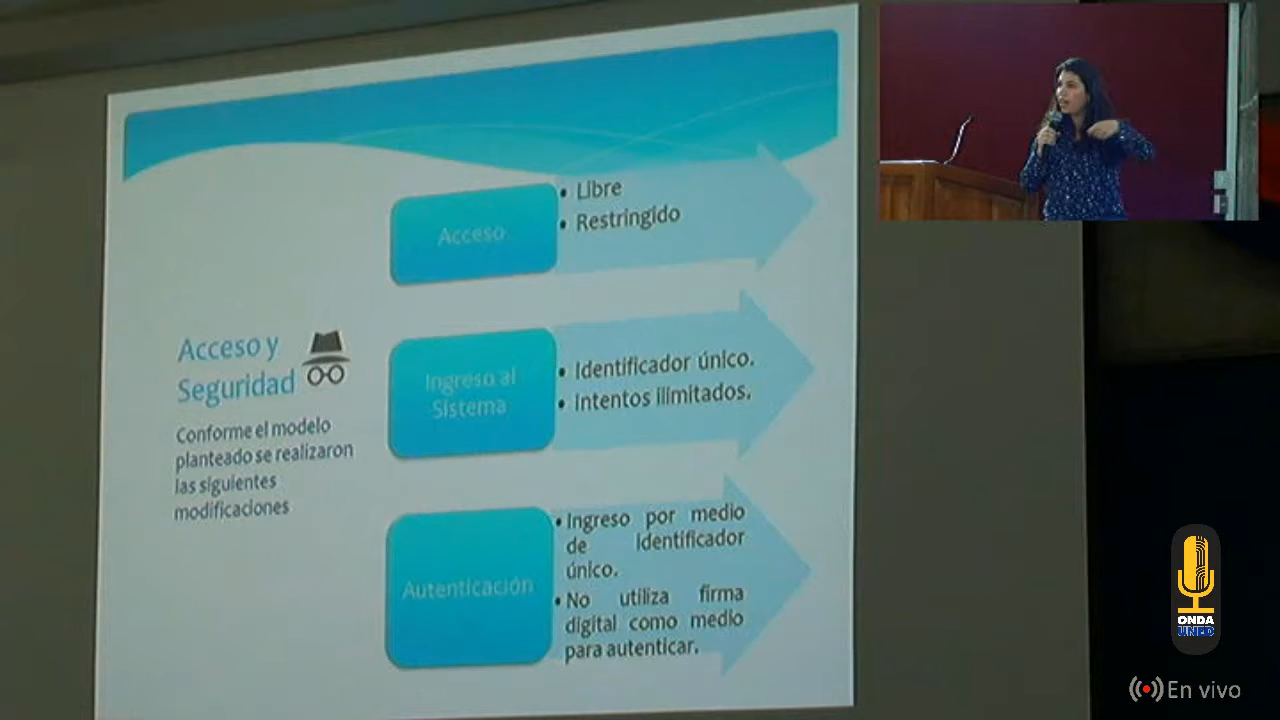 Acceso y
Seguridad
Conforme el modelo
planteado se realizaron
las siguientes
modificaciones
Acceso
• Libre
• Restringido
Ingreso al
Sistema
• Identificador único.
• Intentos ilimitados.
Autenticación
• Ingreso por medio
de Identificador
único.
• No utiliza firma
digital como medio
para autenticar.
ONDA
UNED
En vivo